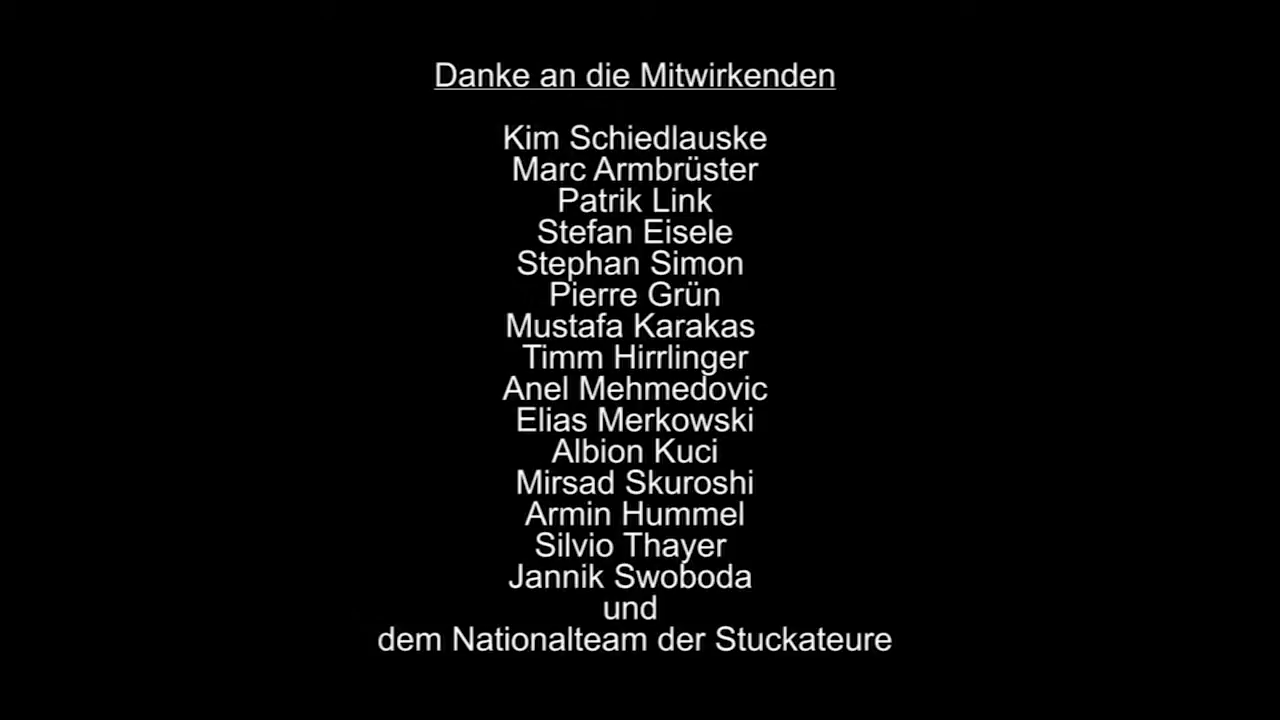 Danke an die Mitwirkenden
Kim Schiedlauske
Marc Armbrüster
Patrik Link
Stefan Eisele
Stephan Simon
Pierre Grün
Mustafa Karakas
Timm Hirrlinger
Anel Mehmedovic
Elias Merkowski
Albion Kuci
Mirsad Skuroshi
Armin Hummel
Silvio Thayer
Jannik Swoboda
und
dem Nationalteam der Stuckateure